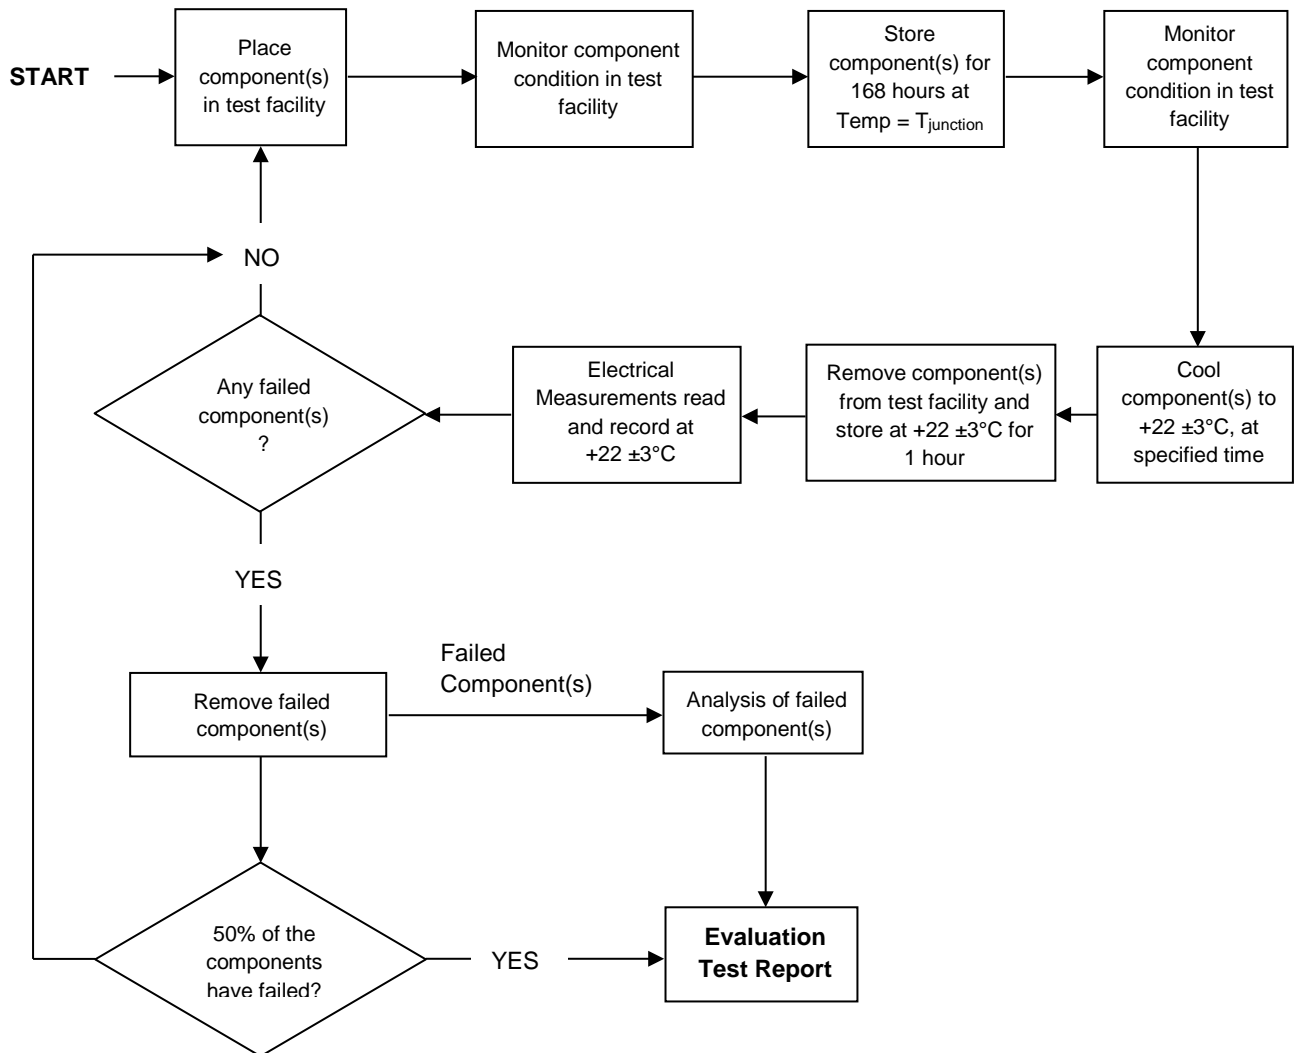 START
Place
component(s)
in test facility
Monitor component
condition in test
facility
Store
component(s) for
168 hours at
Temp = Tjunction
Monitor
component
condition in test
facility
NO
Any failed
component(s)
?
Electrical
Measurements read
and record at
+22 ±3°C
Remove component(s)
from test facility and
store at +22 ±3°C for
1 hour
Cool
component(s) to
+22 ±3°C, at
specified time
YES
Failed
Component(s)
Remove failed
component(s)
Analysis of failed
component(s)
50% of the
components
have failed?
YES
Evaluation
Test Report